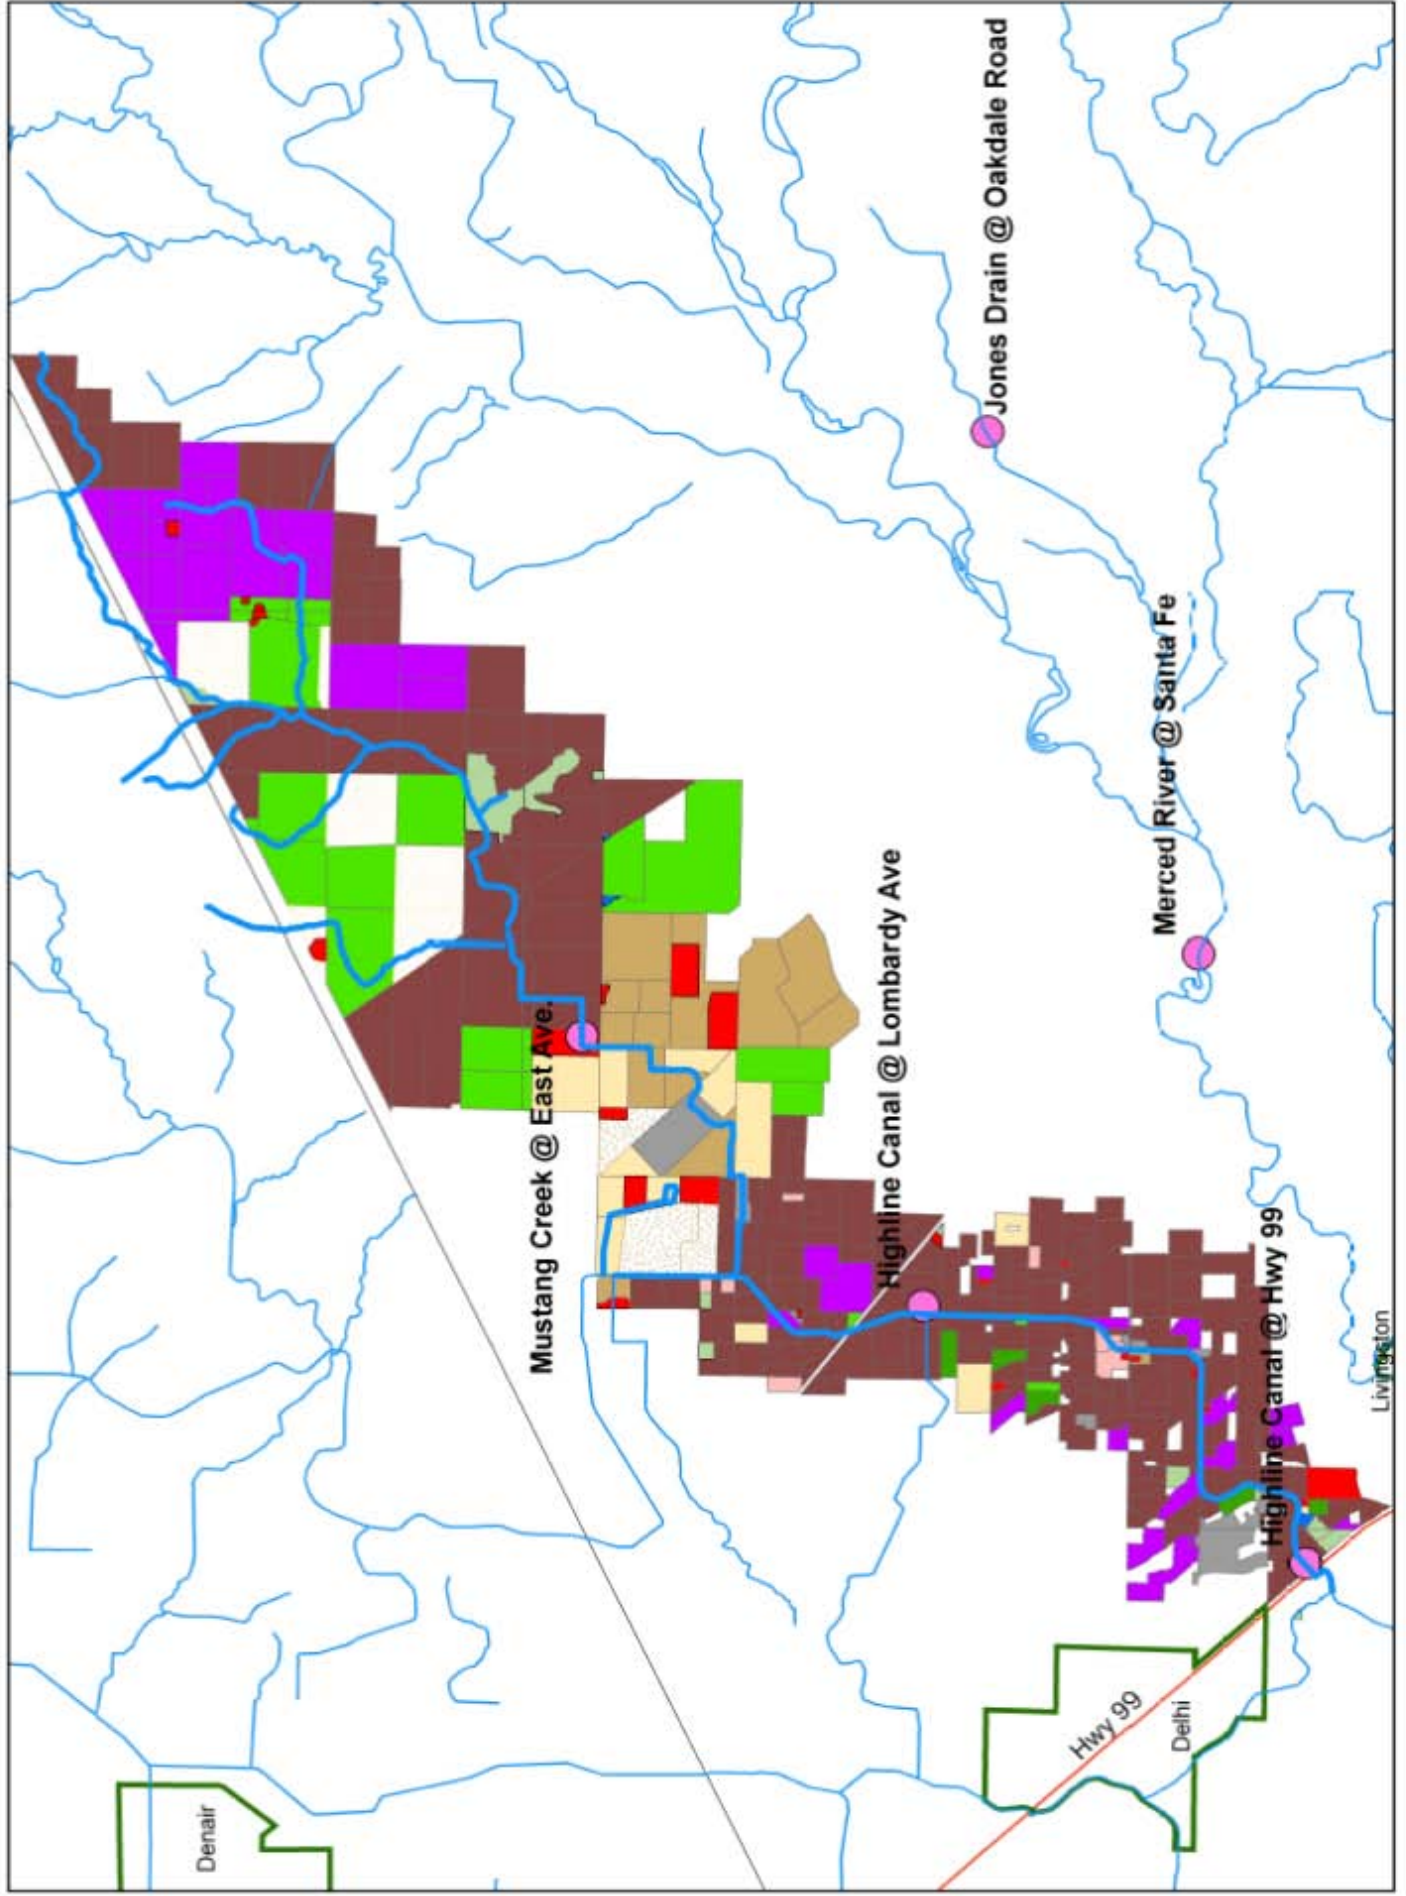 Jones Drain @ Oakdale Road
Merced River @ Santa Fe
Highline Canal @ Lombardy Ave
Mustang Creek @ East Ave.
Highline Canal @ Hwy 99
Livingston
Hwy 99
Delhi
Denair